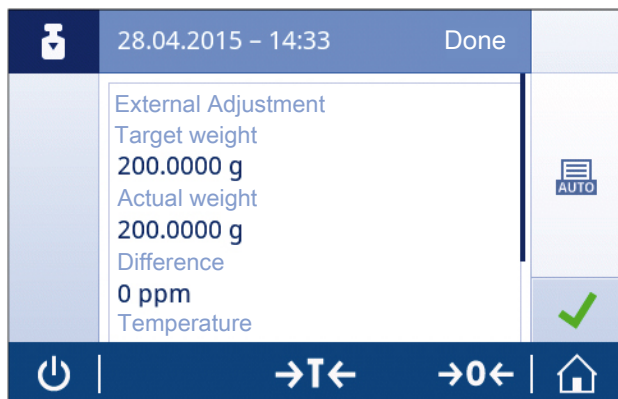 28.04.2015 – 14:33 Done
External Adjustment
Target weight
200.0000 g
Actual weight
200.0000 g
Difference
0 ppm
Temperature
AUTO
→T← →0←